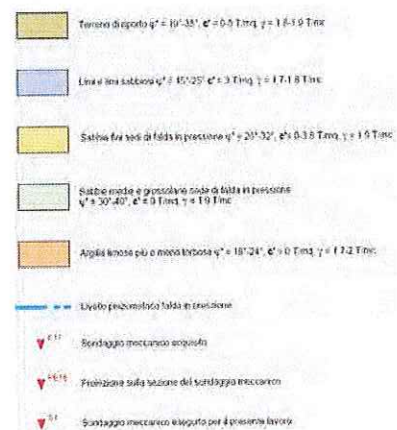 Terreno di riporto φ' = 19°-35°, c' = 0-5 T/mq, γ = 1.8-1.9 T/mc
Limi e limi sabbiosi φ' = 15°-25° c' = 3 T/mq, γ = 1.7-1.8 T/mc
Sabbie fini sedi di falda in pressione φ' = 26°-32°, c' = 0-3.8 T/mq, γ = 1.9 T/mc
Sabbie medie e grossolane sede di falda in pressione
φ' = 30°-40°, c' = 0 T/mq γ = 1.9 T/mc
Argille limose più o meno torbose φ' = 18°-24°, c' = 0 T/mq, γ = 1.7-2 T/mc
Livello piezometrico falda in pressione
Sondaggio meccanico acquisito
Proiezione sulla sezione del sondaggio meccanico
Sondaggio meccanico eseguito per il presente lavoro